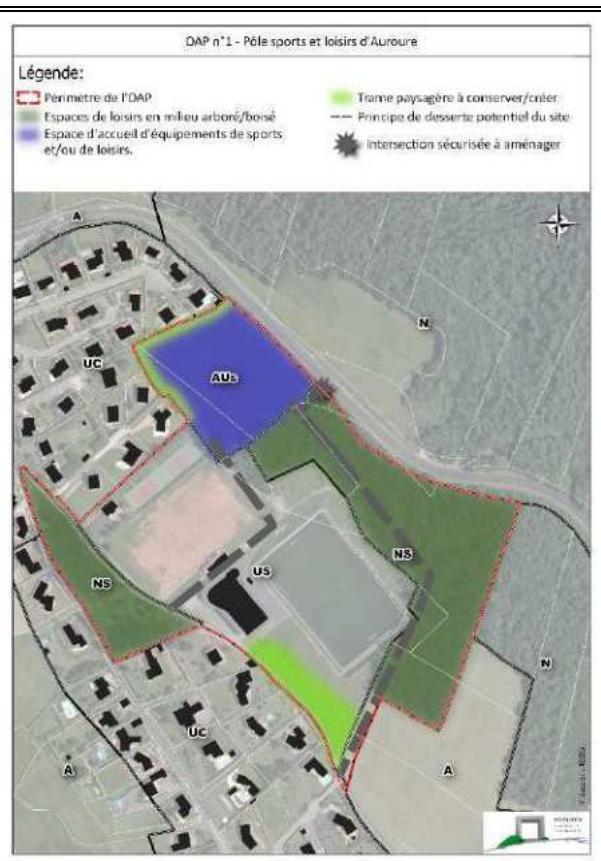 OAP n°1 - Pôle sports et loisirs d'Auroure
Légende:
Périmètre de l'OAP
Espaces de loisirs en milieu arboré/boisé
Espace d'accueil d'équipements de sports
et/ou de loisirs.
Trame paysagère à conserver/créer
Principe de desserte potentiel du site
Intersection sécurisée à aménager
A
N
UC
AUs
NS
NS
US
N
UC
A
A